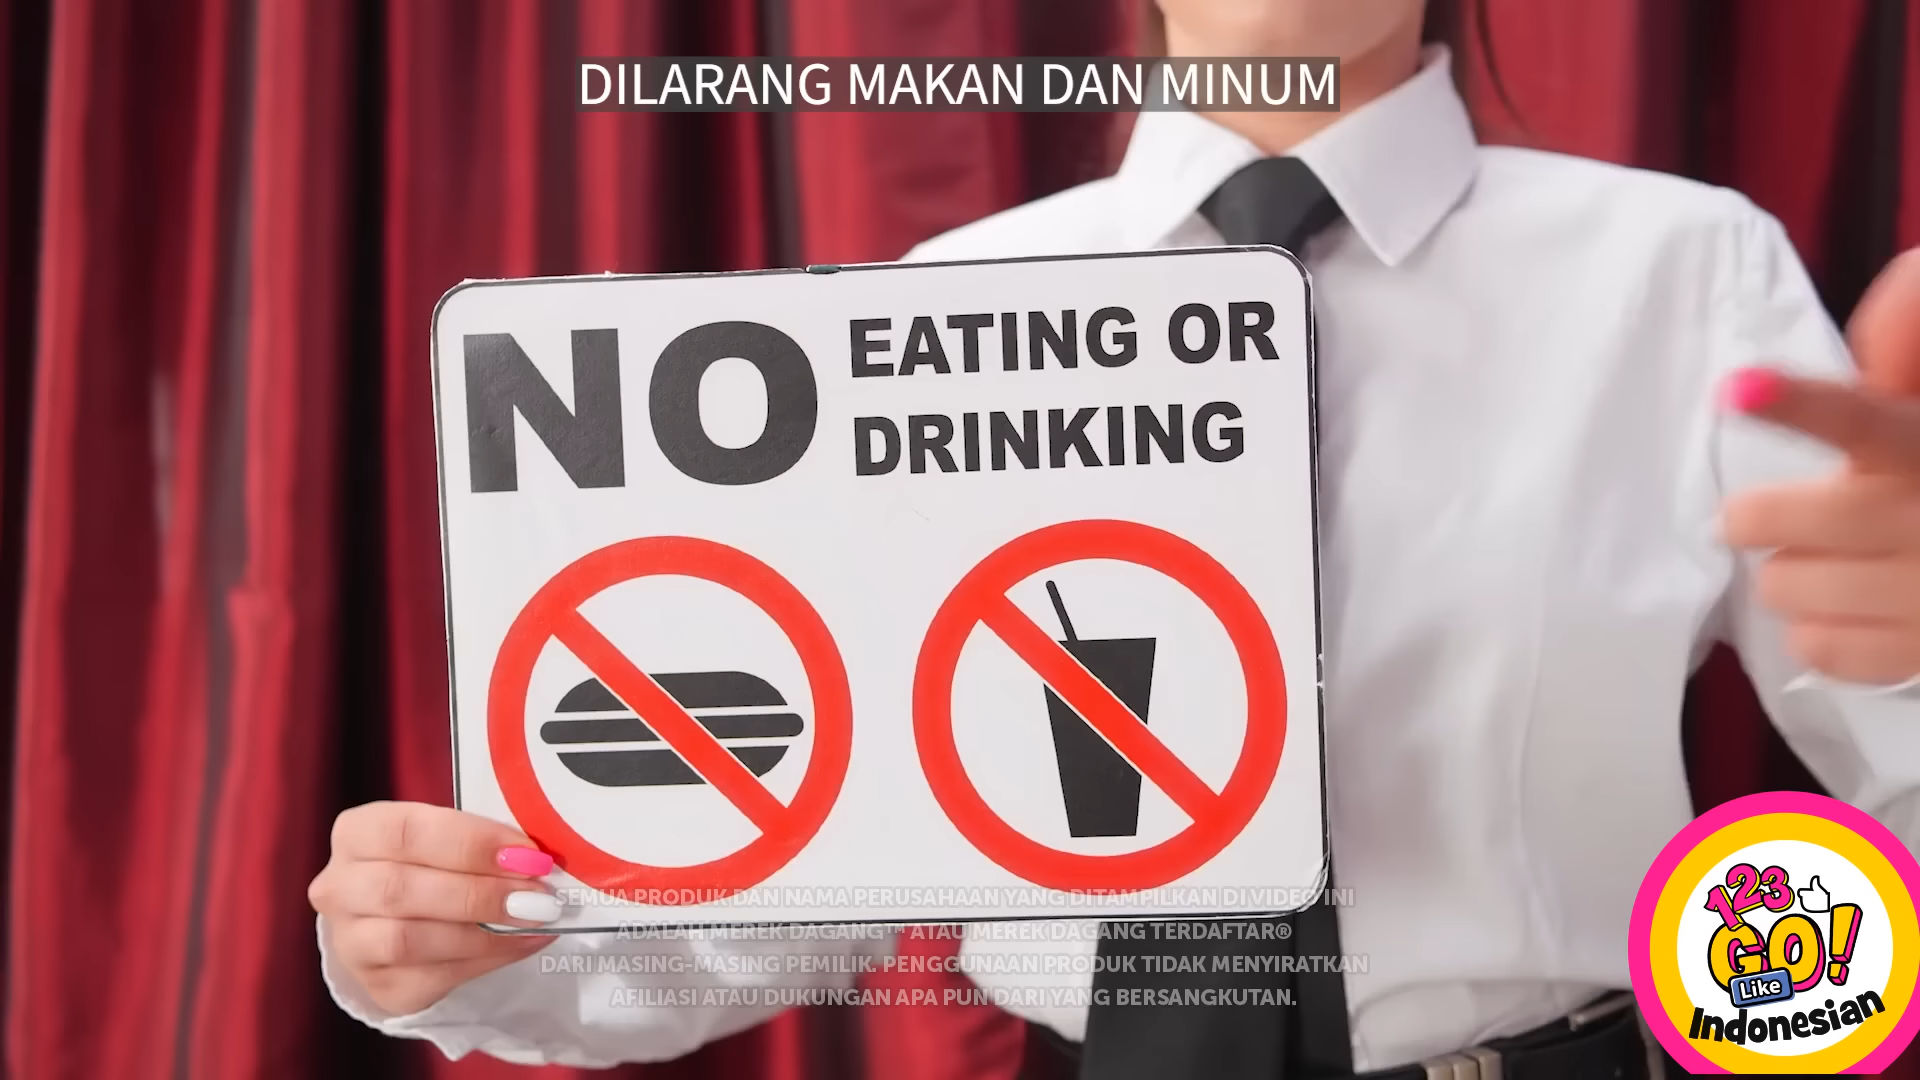 DILARANG MAKAN DAN MINUM
NO EATING OR
DRINKING
SEMUA PRODUK DAN NAMA PERUSAHAAN YANG DITAMPILKAN DI VIDEO INI
ADALAH MEREK DAGANG™ ATAU MEREK DAGANG TERDAFTAR®
DARI MASING-MASING PEMILIK. PENGGUNAAN PRODUK TIDAK MENYIRATKAN
AFILIASI ATAU DUKUNGAN APA PUN DARI YANG BERSANGKUTAN.
123
GO!
Like
Indonesian